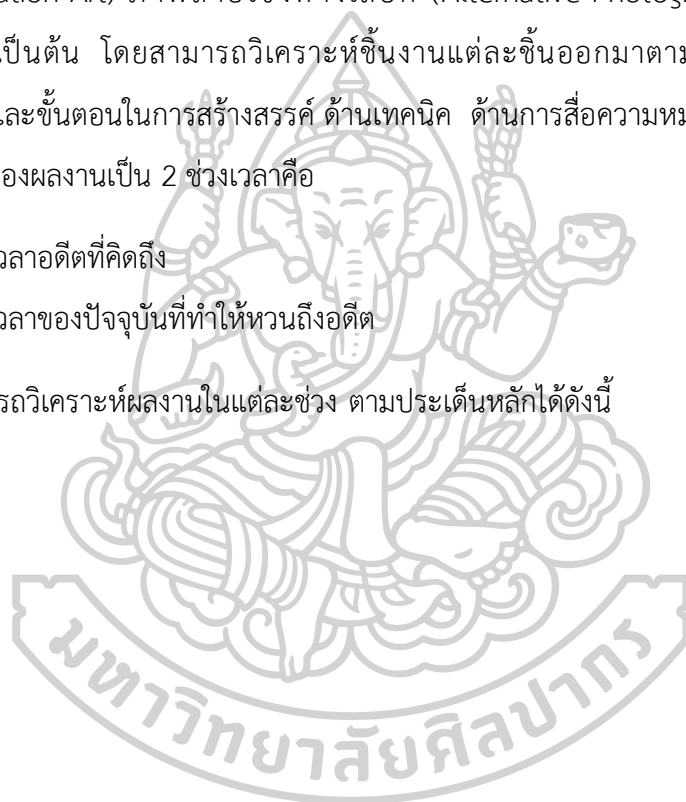 เป็นต้น โดยสามารถวิเคราะห์ชิ้นงานแต่ละชิ้นออกมาตาม
และขั้นตอนในการสร้างสรรค์ ด้านเทคนิค ด้านการสื่อความหม
องผลงานเป็น 2 ช่วงเวลาคือ
วลาอดีตที่คิดถึง
วลาของปัจจุบันที่ทำให้หวนถึงอดีต
รถวิเคราะห์ผลงานในแต่ละช่วง ตามประเด็นหลักได้ดังนี้
มหาวิทยาลัยศิลปากร